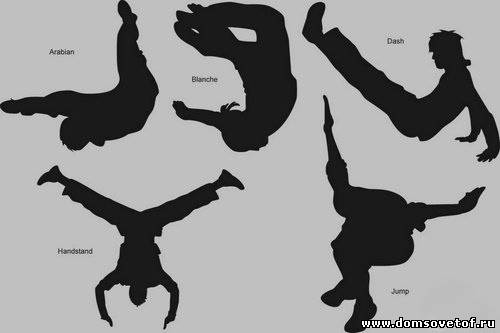 Arabian
Blanche
Dash
Handstand
Jump
www.domsovetof.ru